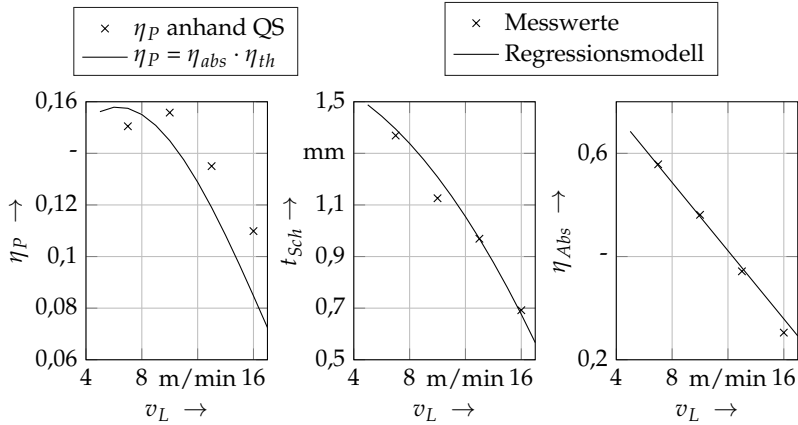 η_P anhand QS
η_P = η_abs · η_th
Messwerte
Regressionsmodell
0,16
-
0,12
0,1
0,08
0,06
η_P →
4 8 m/min 16
v_L →
1,5
mm
1,1
0,9
0,7
0,5
t_Sch →
4 8 m/min 16
v_L →
0,6
-
0,2
η_Abs →
4 8 m/min 16
v_L →